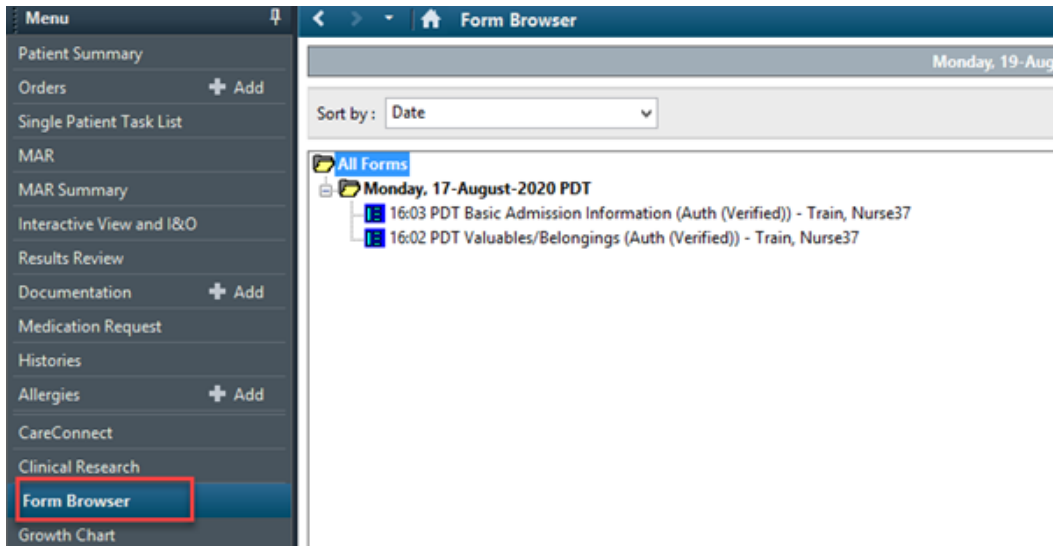 Menu
Form Browser
Monday, 19-Aug
Patient Summary
Orders Add
Single Patient Task List
MAR
MAR Summary
Interactive View and I&O
Results Review
Documentation Add
Medication Request
Histories
Allergies Add
CareConnect
Clinical Research
Form Browser
Growth Chart
Sort by : Date
All Forms
Monday, 17-August-2020 PDT
16:03 PDT Basic Admission Information (Auth (Verified)) - Train, Nurse37
16:02 PDT Valuables/Belongings (Auth (Verified)) - Train, Nurse37